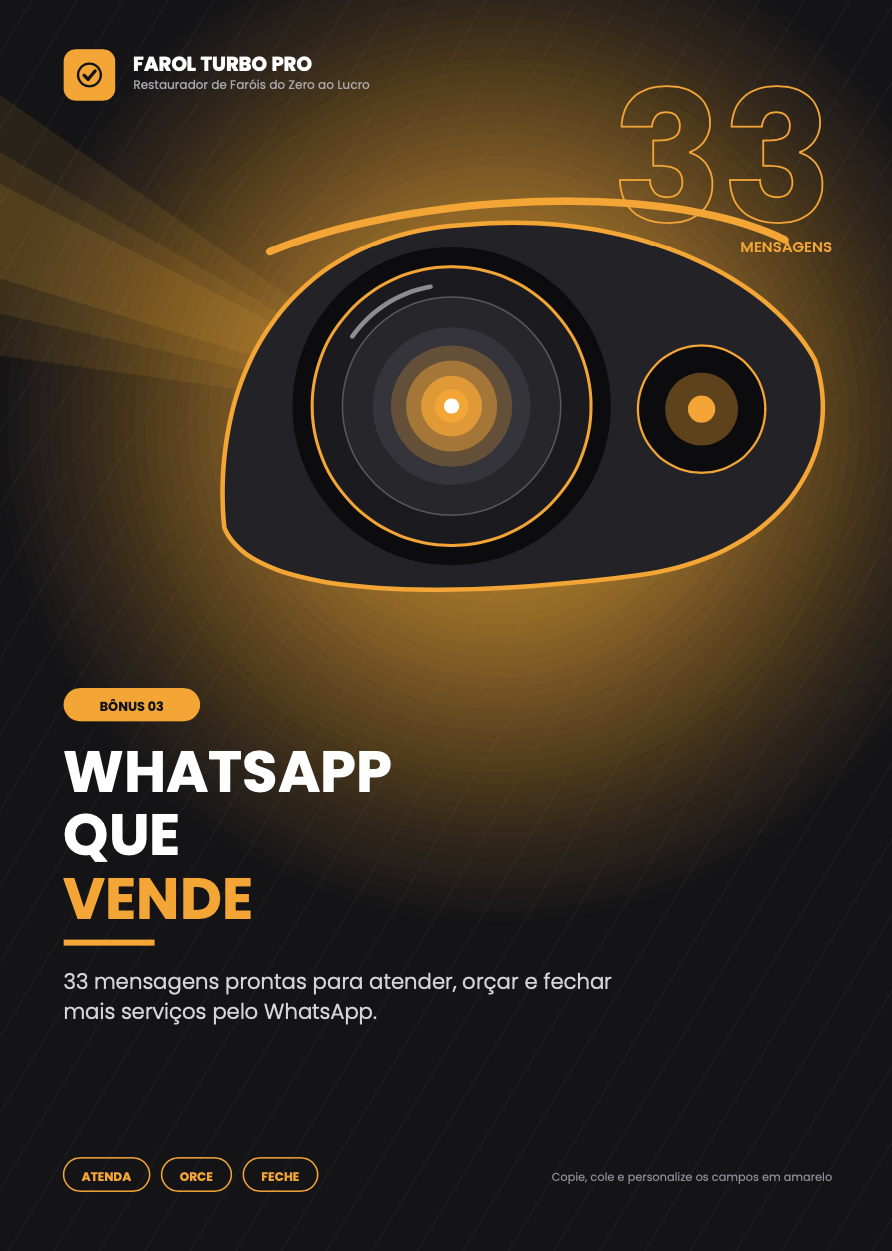 FAROL TURBO PRO
Restaurador de Faróis do Zero ao Lucro
33
MENSAGENS
BÔNUS 03
WHATSAPP
QUE
VENDE
33 mensagens prontas para atender, orçar e fechar
mais serviços pelo WhatsApp.
ATENDA
ORCE
FECHE
Copie, cole e personalize os campos em amarelo